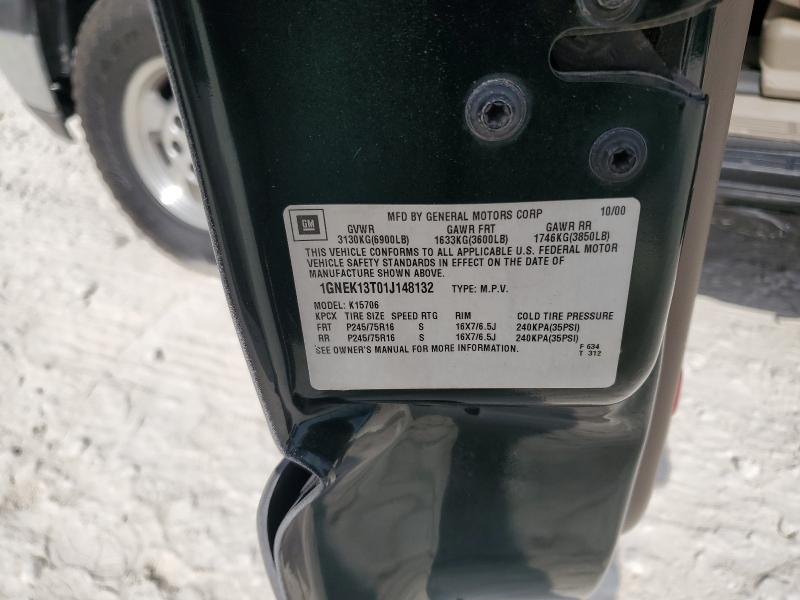 MFD BY GENERAL MOTORS CORP 10/00
GM
GVWR GAWR FRT GAWR RR
3130KG(6900LB) 1633KG(3600LB) 1746KG(3850LB)
THIS VEHICLE CONFORMS TO ALL APPLICABLE U.S. FEDERAL MOTOR
VEHICLE SAFETY STANDARDS IN EFFECT ON THE DATE OF
MANUFACTURE SHOWN ABOVE.
1GNEK13T01J148132 TYPE: M.P.V.
MODEL: K15706
KPCX TIRE SIZE SPEED RTG RIM COLD TIRE PRESSURE
FRT P245/75R16 S 16X7/6.5J 240KPA(35PSI)
RR P245/75R16 S 16X7/6.5J 240KPA(35PSI)
SEE OWNER'S MANUAL FOR MORE INFORMATION.
F 634
T 312